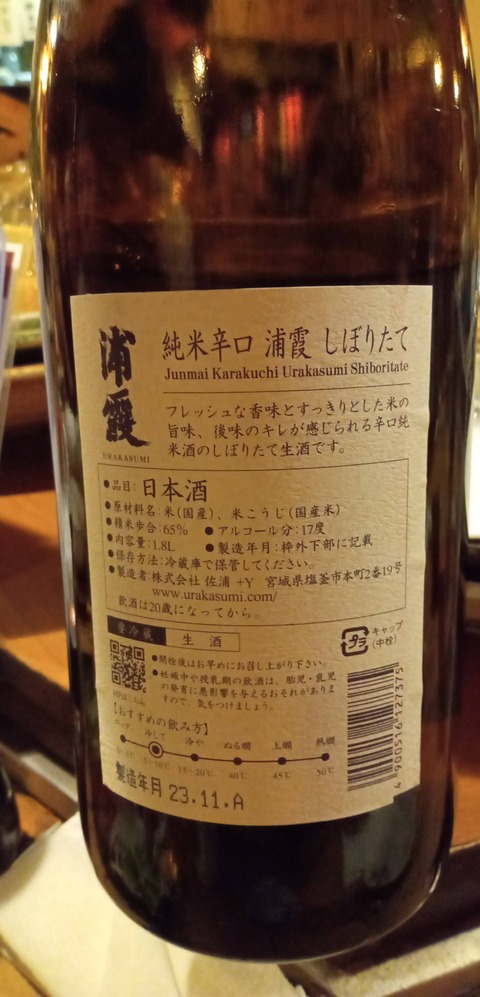 浦霞
URAKASUMI
純米辛口 浦霞 しぼりたて
Junmai Karakuchi Urakasumi Shiboritate
フレッシュな香味とすっきりとした米の
旨味、後味のキレが感じられる辛口純
米酒のしぼりたて生酒です。
●品目:日本酒
●原材料名:米(国産)、米こうじ(国産米)
●精米歩合:65% ●アルコール分:17度
●内容量:1.8L ●製造年月:枠外下部に記載
●保存方法:冷蔵庫で保管してください。
●製造者:株式会社 佐浦 +Y 宮城県塩釜市本町2番19号
www.urakasumi.com/
飲酒は20歳になってから。
要冷蔵 生酒
キャップ
(中栓)
プラ
●開栓後はお早めにお召し上がり下さい。
●妊娠中や授乳期の飲酒は、胎児・乳児
の発育に悪影響を与えるおそれがありま
すので 気をつけましょう。
【おすすめの飲み方】
ロック 冷して 冷や ぬる燗 上燗 熱燗
5~10℃ 15~20℃ 40℃ 45℃ 50℃
製造年月 23.11.A
4 900516 127375